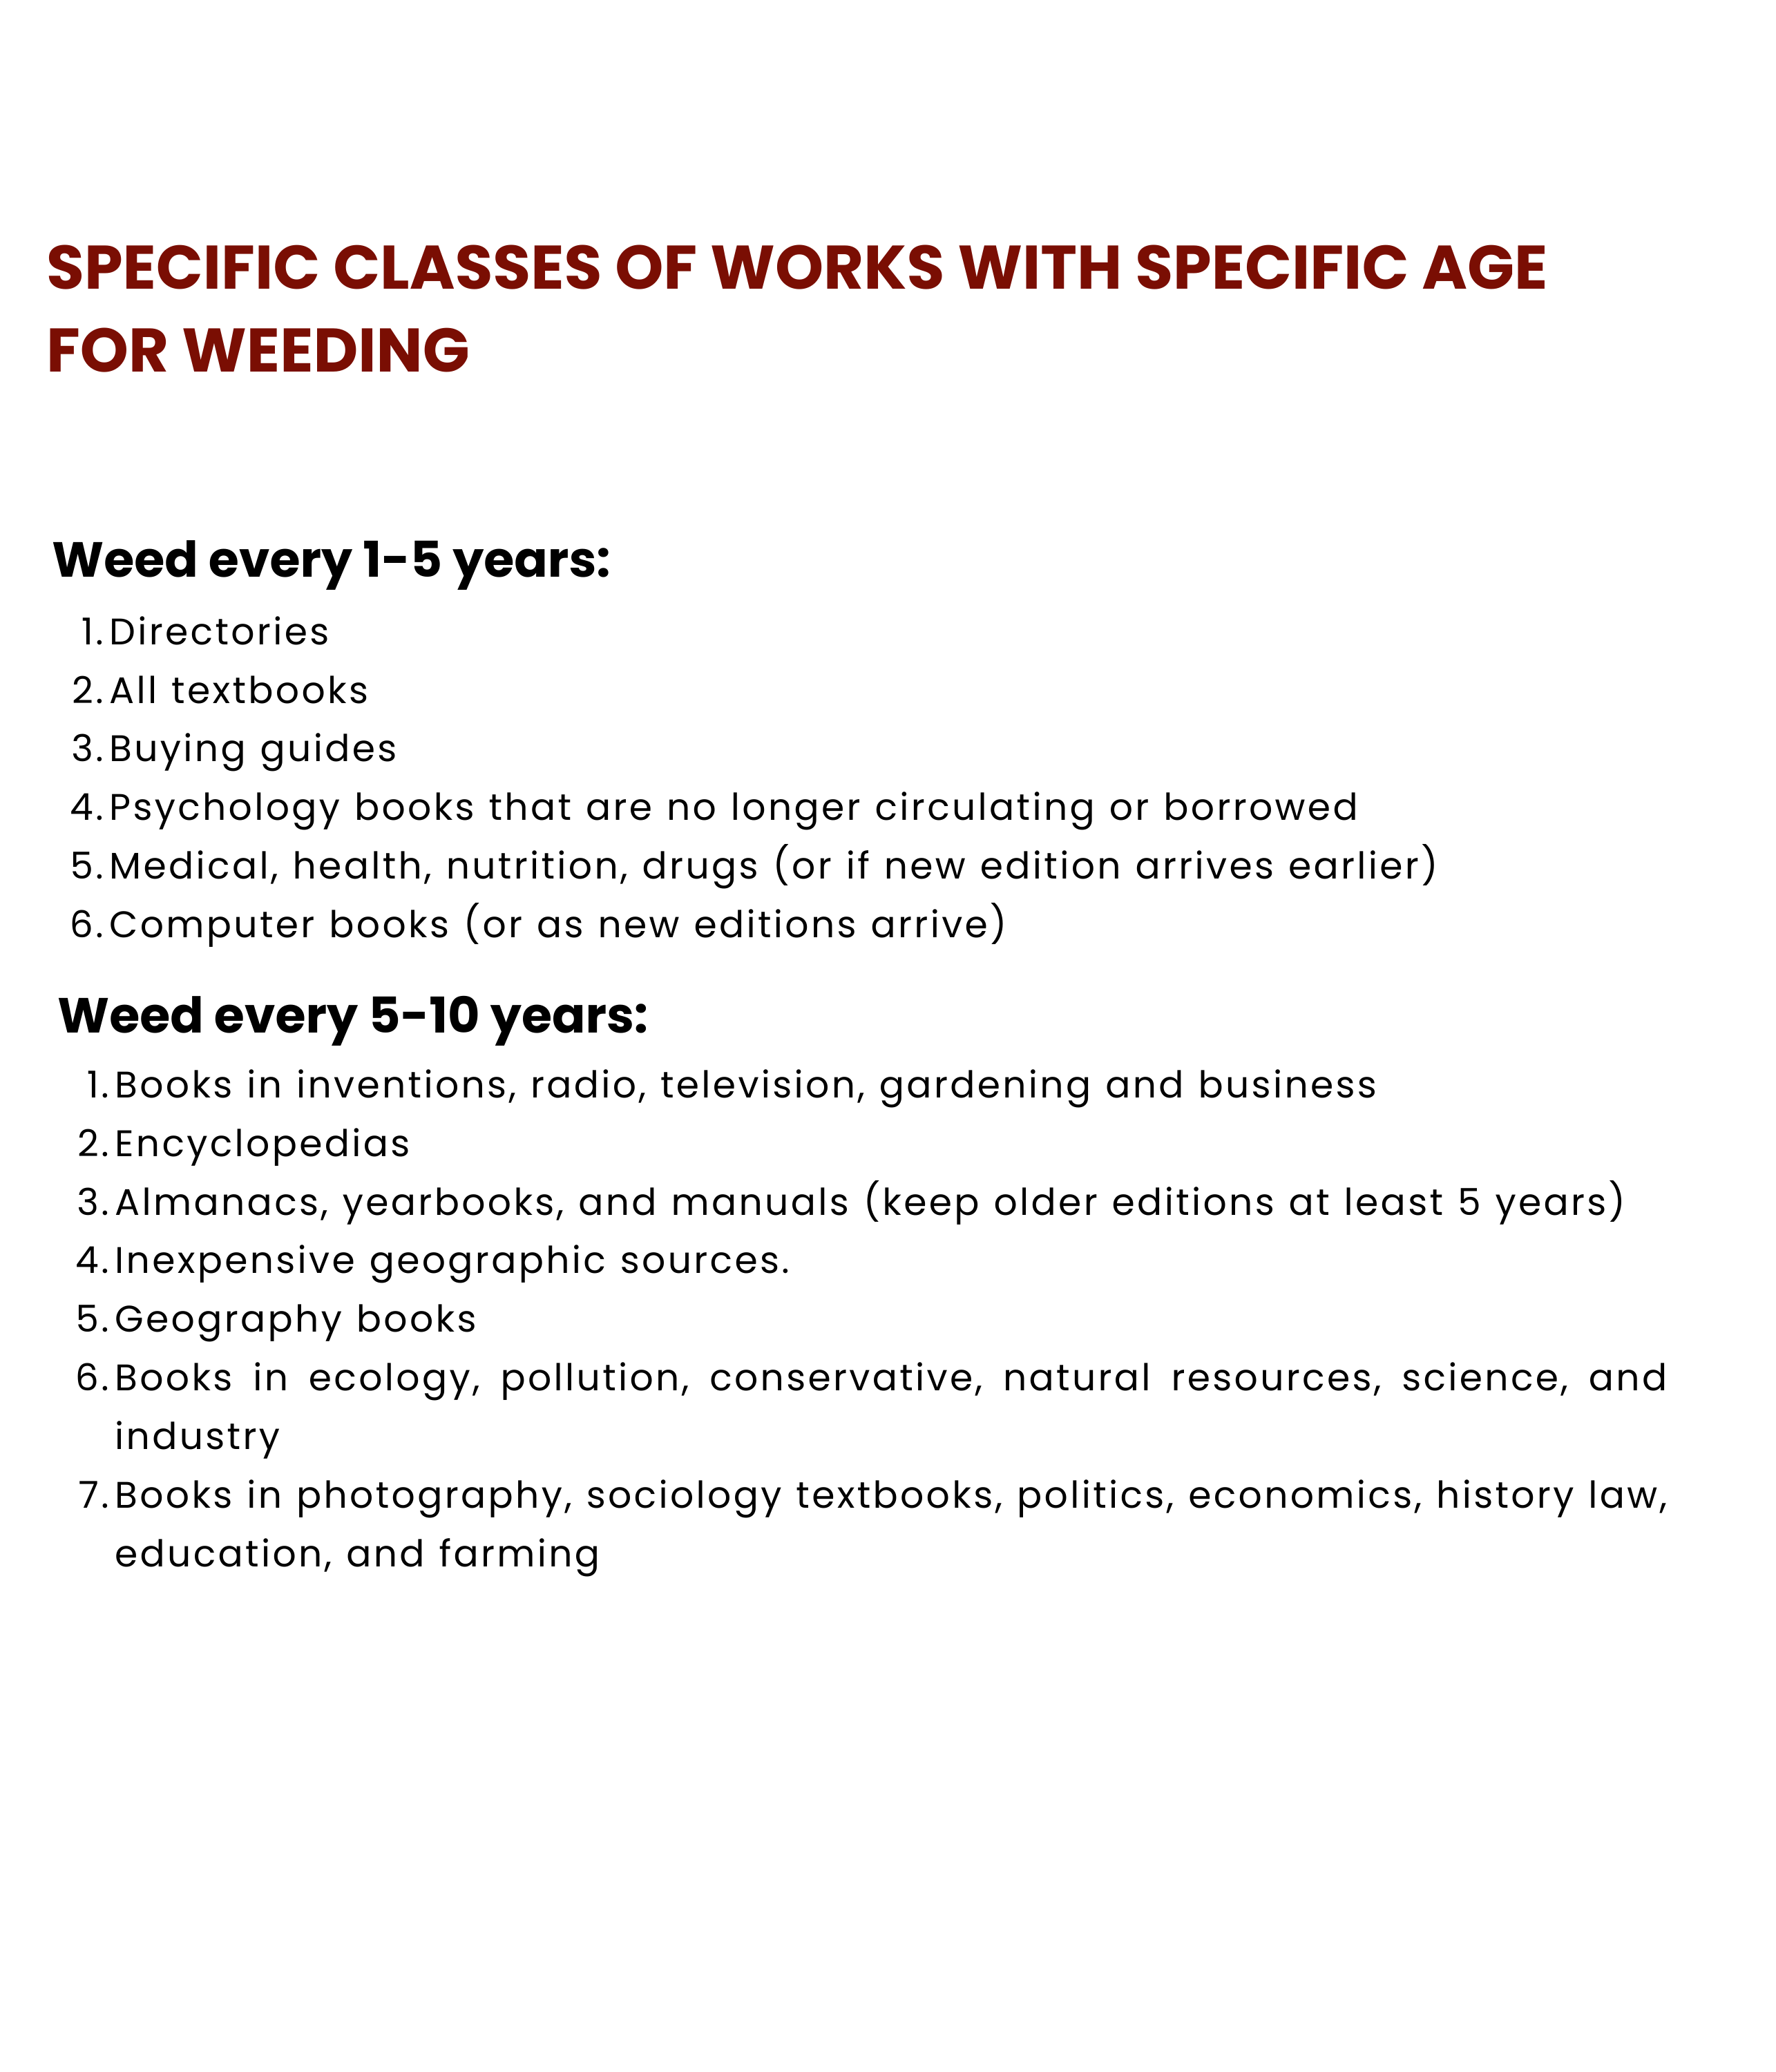 SPECIFIC CLASSES OF WORKS WITH SPECIFIC AGE
FOR WEEDING
Weed every 1-5 years:
1. Directories
2. All textbooks
3. Buying guides
4. Psychology books that are no longer circulating or borrowed
5. Medical, health, nutrition, drugs (or if new edition arrives earlier)
6. Computer books (or as new editions arrive)
Weed every 5-10 years:
1. Books in inventions, radio, television, gardening and business
2. Encyclopedias
3. Almanacs, yearbooks, and manuals (keep older editions at least 5 years)
4. Inexpensive geographic sources.
5. Geography books
6. Books in ecology, pollution, conservative, natural resources, science, and
industry
7. Books in photography, sociology textbooks, politics, economics, history law,
education, and farming